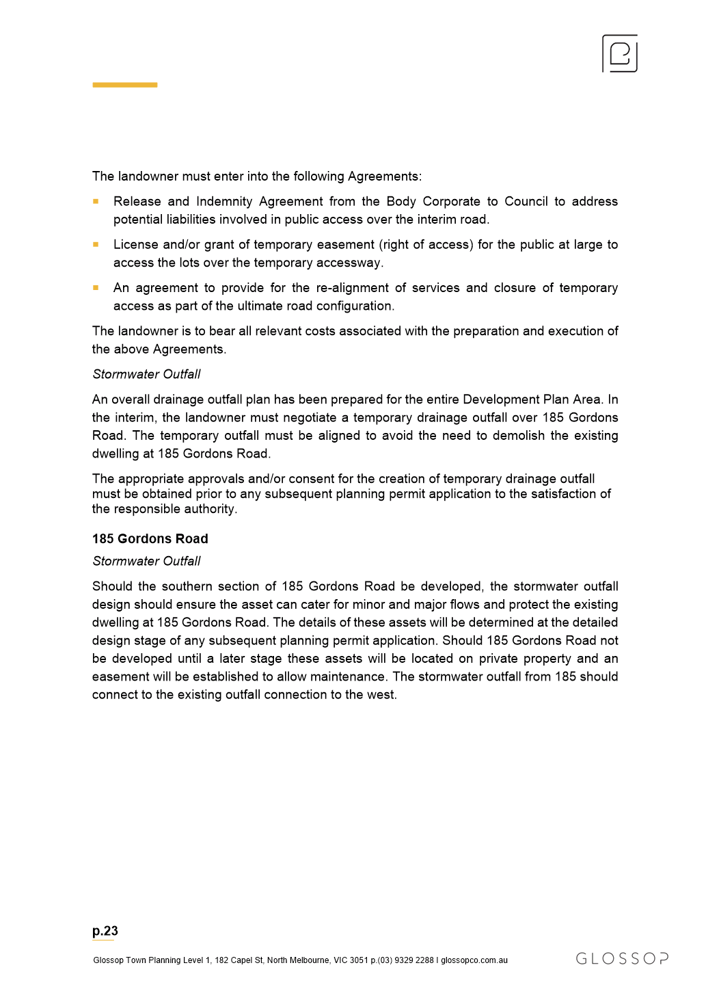 The landowner must enter into the following Agreements:
Release and Indemnity Agreement from the Body Corporate to Council to address
potential liabilities involved in public access over the interim road.
License and/or grant of temporary easement (right of access) for the public at large to
access the lots over the temporary accessway.
An agreement to provide for the re-alignment of services and closure of temporary
access as part of the ultimate road configuration.
The landowner is to bear all relevant costs associated with the preparation and execution of
the above Agreements.
Stormwater Outfall
An overall drainage outfall plan has been prepared for the entire Development Plan Area. In
the interim, the landowner must negotiate a temporary drainage outfall over 185 Gordons
Road. The temporary outfall must be aligned to avoid the need to demolish the existing
dwelling at 185 Gordons Road.
The appropriate approvals and/or consent for the creation of temporary drainage outfall
must be obtained prior to any subsequent planning permit application to the satisfaction of
the responsible authority.
185 Gordons Road
Stormwater Outfall
Should the southern section of 185 Gordons Road be developed, the stormwater outfall
design should ensure the asset can cater for minor and major flows and protect the existing
dwelling at 185 Gordons Road. The details of these assets will be determined at the detailed
design stage of any subsequent planning permit application. Should 185 Gordons Road not
be developed until a later stage these assets will be located on private property and an
easement will be established to allow maintenance. The stormwater outfall from 185 should
connect to the existing outfall connection to the west.
p.23
Glossop Town Planning Level 1, 182 Capel St, North Melbourne, VIC 3051 p.(03) 9329 2288 I glossopco.com.au
GLOSSOP